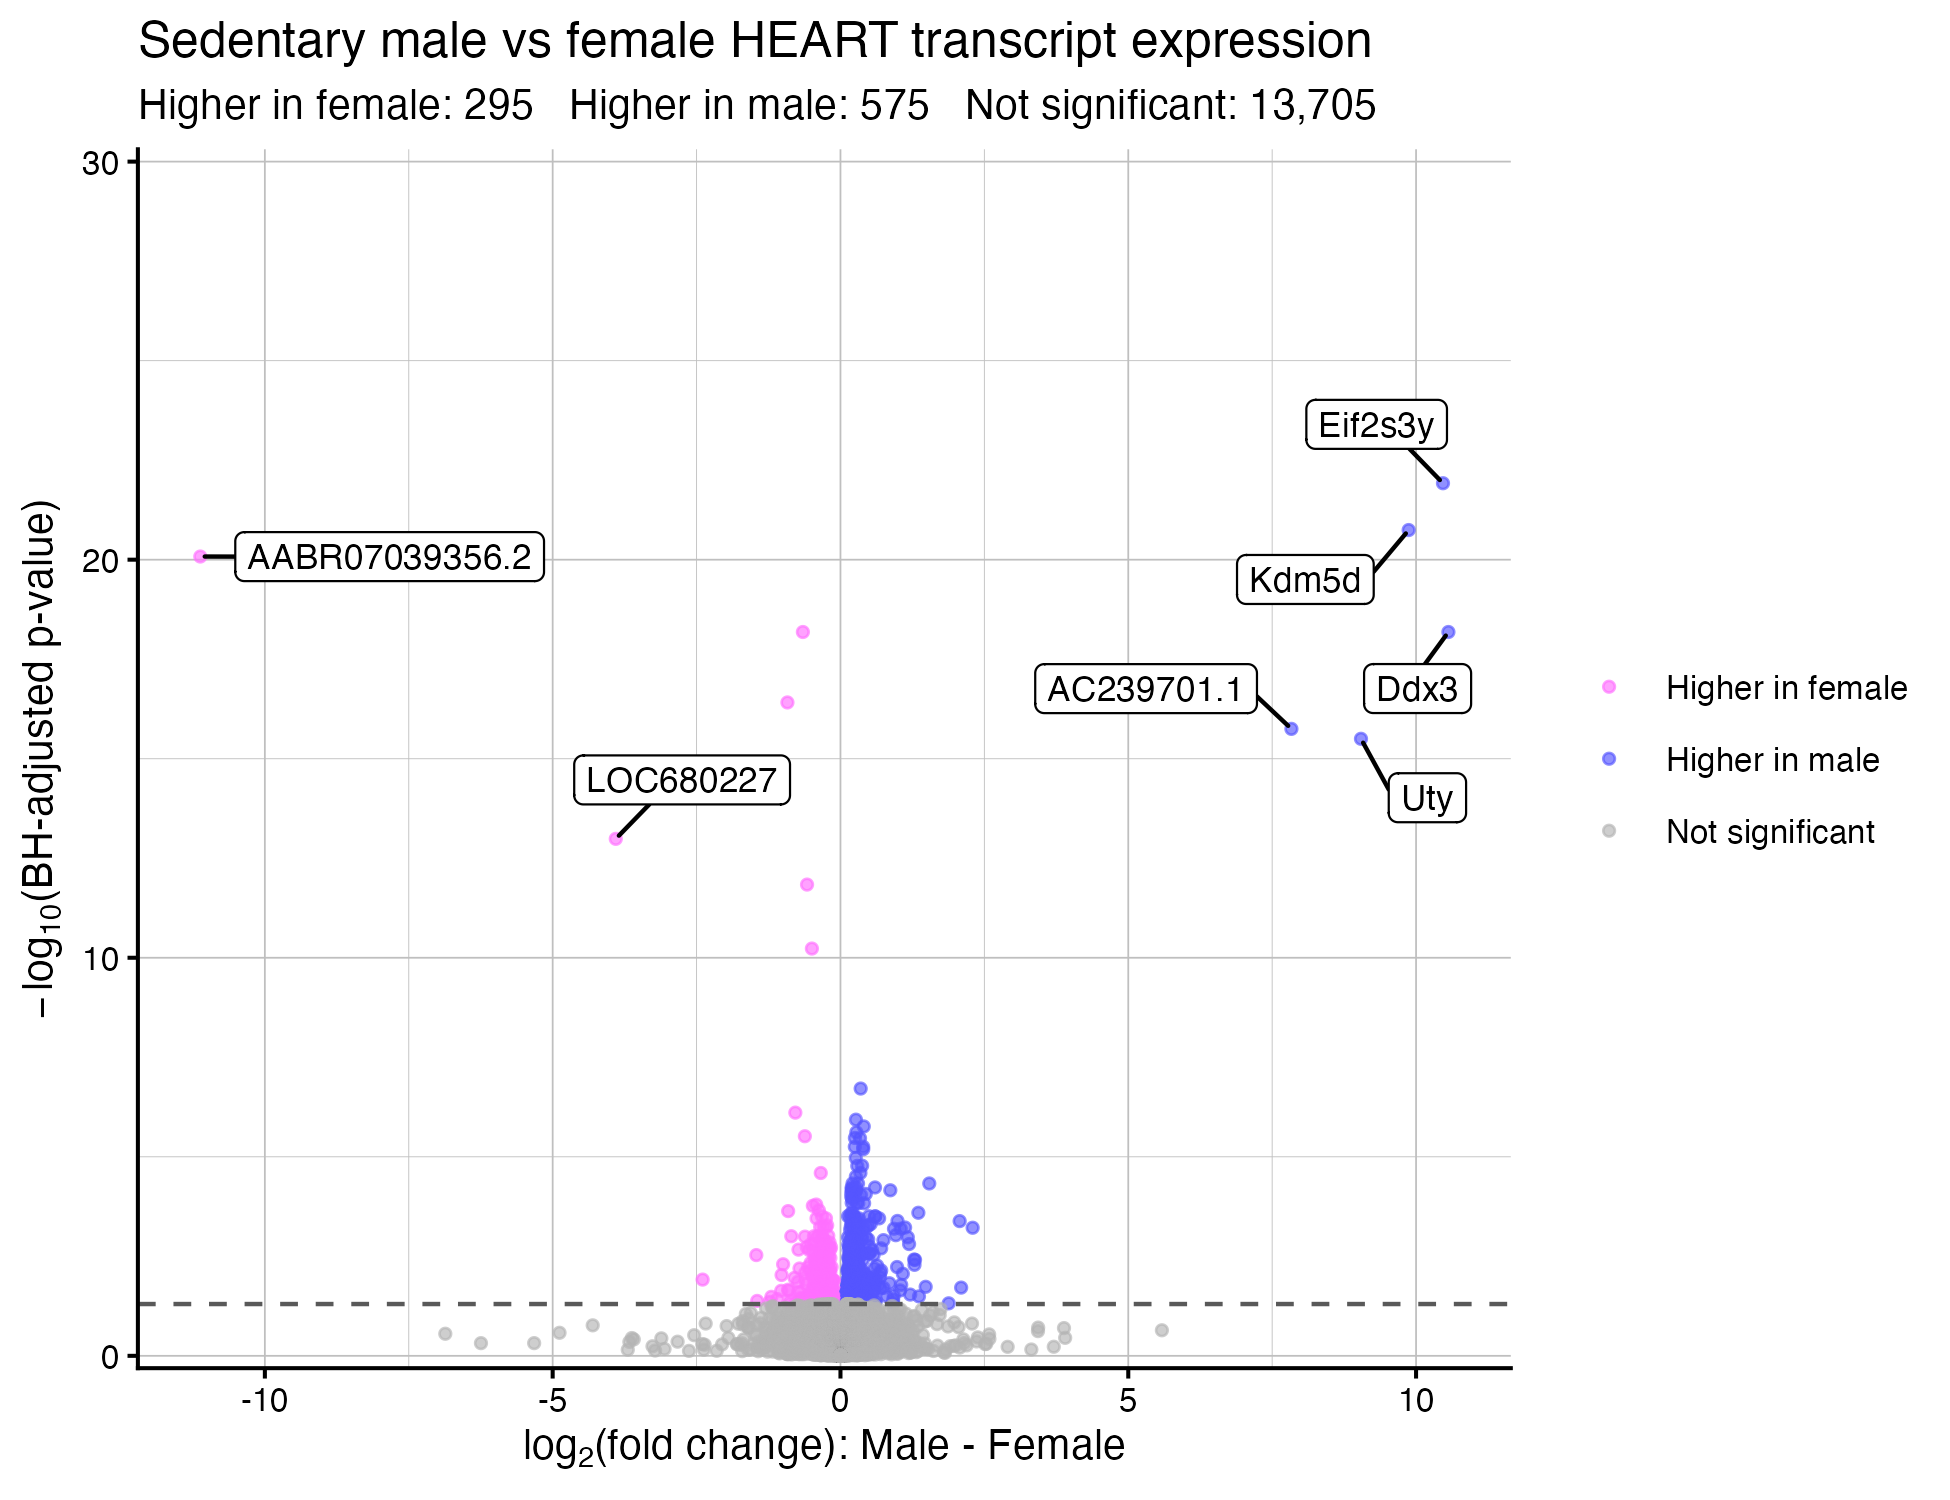 Sedentary male vs female HEART transcript expression
Higher in female: 295   Higher in male: 575   Not significant: 13,705
30
20
10
0
−log10(BH-adjusted p-value)
Eif2s3y
AABR07039356.2
Kdm5d
AC239701.1
Ddx3
LOC680227
Uty
Higher in female
Higher in male
Not significant
-10 -5 0 5 10
log2(fold change): Male - Female